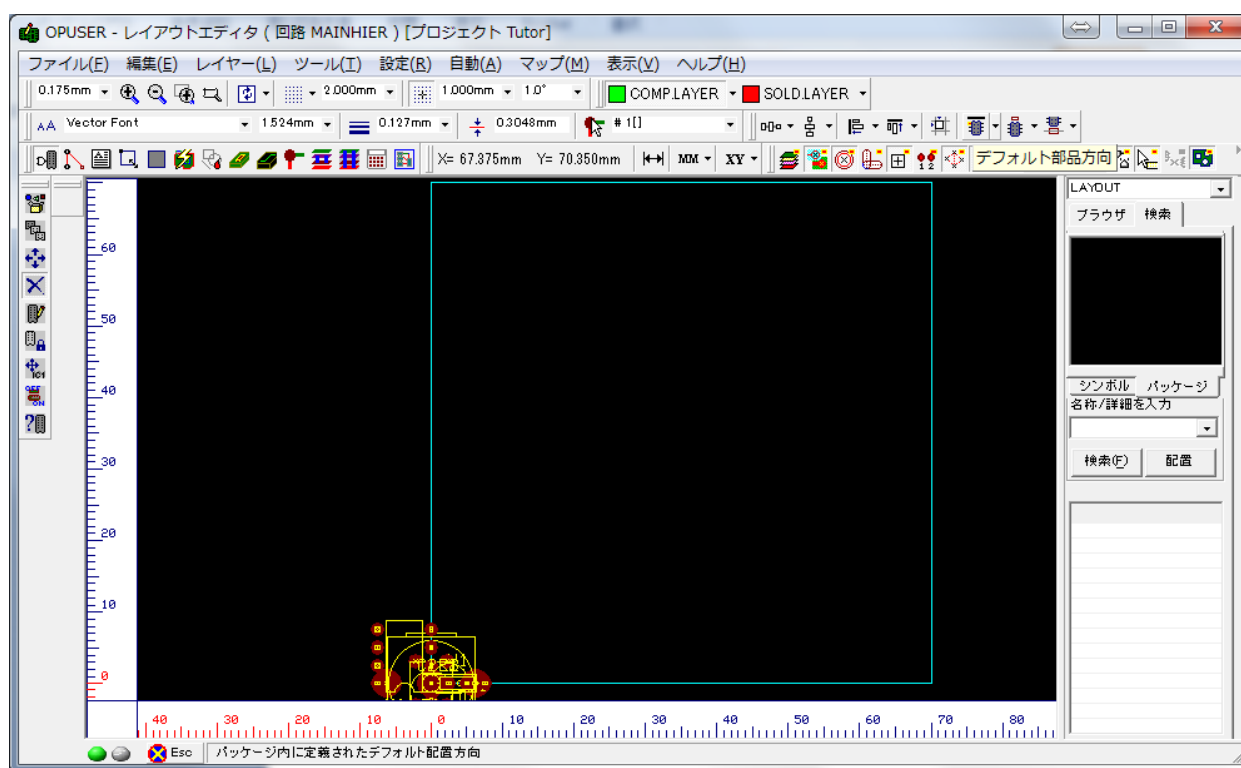 OPUSER - レイアウトエディタ ( 回路 MAINHIER ) [プロジェクト Tutor]
ファイル(F) 編集(E) レイヤー(L) ツール(T) 設定(R) 自動(A) マップ(M) 表示(V) ヘルプ(H)
0.175mm 2.000mm 1.000mm 1.0° COMP.LAYER SOLD.LAYER
AA Vector Font 1.524mm 0.127mm 0.3048mm # 1[]
X= 67.375mm Y= 70.350mm MM XY デフォルト部品方向
LAYOUT
ブラウザ 検索
60
50
40
30
20
10
0
シンボル パッケージ
名称/詳細を入力
検索(F) 配置
40 30 20 10 0 10 20 30 40 50 60 70 80
Esc パッケージ内に定義されたデフォルト配置方向